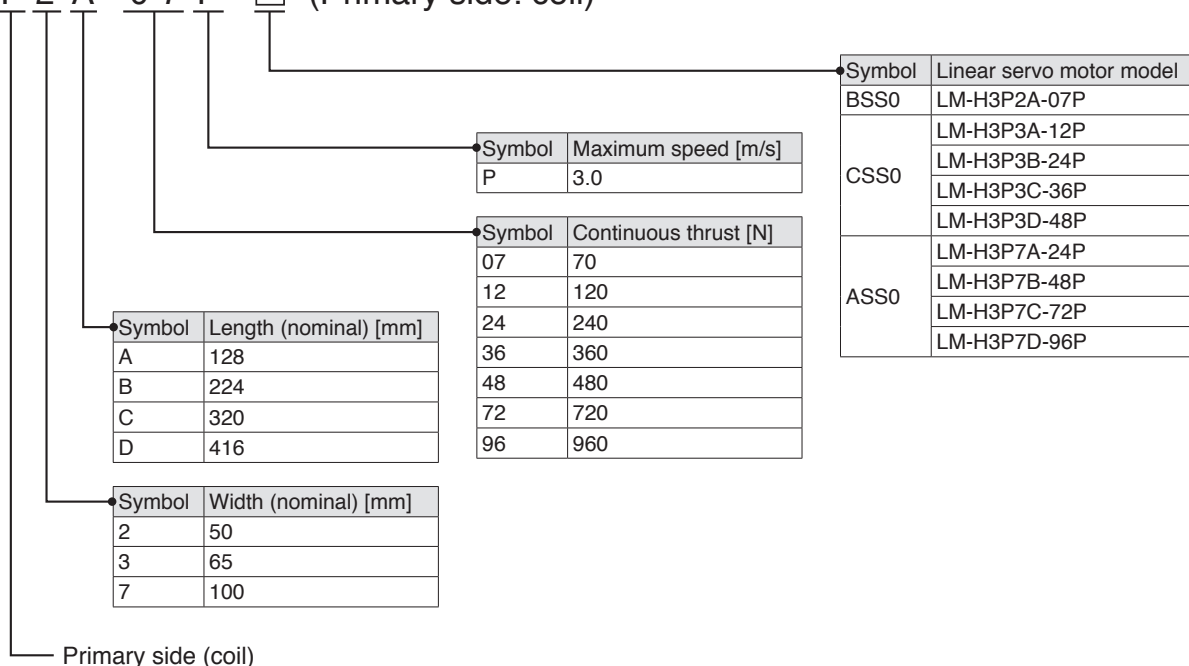 (Primary side: coil)
Symbol Linear servo motor model
BSS0 LM-H3P2A-07P
CSS0 LM-H3P3A-12P
LM-H3P3B-24P
LM-H3P3C-36P
LM-H3P3D-48P
ASS0 LM-H3P7A-24P
LM-H3P7B-48P
LM-H3P7C-72P
LM-H3P7D-96P
Symbol Maximum speed [m/s]
P 3.0
Symbol Continuous thrust [N]
07 70
12 120
24 240
36 360
48 480
72 720
96 960
Symbol Length (nominal) [mm]
A 128
B 224
C 320
D 416
Symbol Width (nominal) [mm]
2 50
3 65
7 100
Primary side (coil)